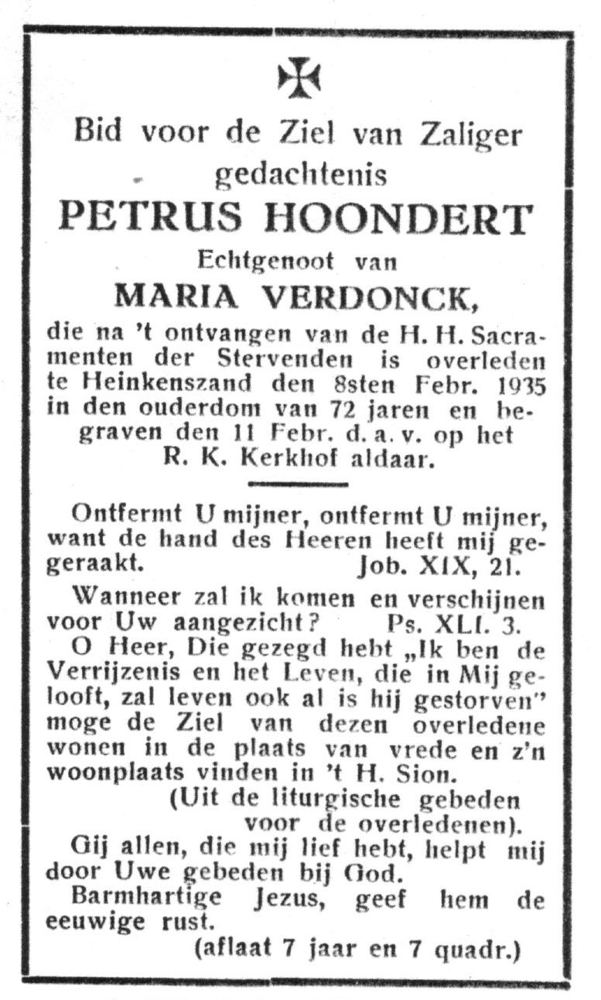 Bid voor de Ziel van Zaliger
gedachtenis
PETRUS HOONDERT
Echtgenoot van
MARIA VERDONCK,
die na 't ontvangen van de H. H. Sacra-
menten der Stervenden is overleden
te Heinkenszand den 8sten Febr. 1935
in den ouderdom van 72 jaren en be-
graven den 11 Febr. d. a. v. op het
R. K. Kerkhof aldaar.
Ontfermt U mijner, ontfermt U mijner,
want de hand des Heeren heeft mij ge-
geraakt. Job. XIX, 21.
Wanneer zal ik komen en verschijnen
voor Uw aangezicht? Ps. XLI. 3.
O Heer, Die gezegd hebt „Ik ben de
Verrijzenis en het Leven, die in Mij ge-
looft, zal leven ook al is hij gestorven”
moge de Ziel van dezen overledene
wonen in de plaats van vrede en z'n
woonplaats vinden in 't H. Sion.
(Uit de liturgische gebeden
voor de overledenen).
Gij allen, die mij lief hebt, helpt mij
door Uwe gebeden bij God.
Barmhartige Jezus, geef hem de
eeuwige rust.
(aflaat 7 jaar en 7 quadr.)